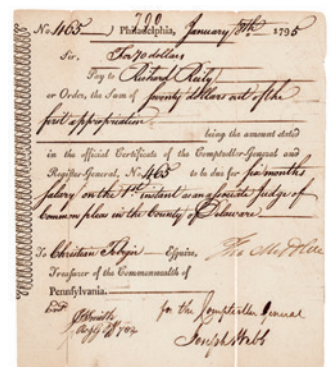 700
No. 465 ) Philadelphia, January 8th 1795
Sir.
For 70 dollars
Pay to Richard Reily
or Order, the Sum of Seventy dollars out of the
first appropriation
being the amount stated
in the official Certificate of the Comptroller-General and
Register-General, No. 465 to be due for six months
salary on the 1st instant as an associate Judge of
Common pleas in the County of Delaware
To Christian Febiger Esquire,
Treasurer of the Commonwealth of
Pennsylvania.
for the Comptroller General
Joseph Webb